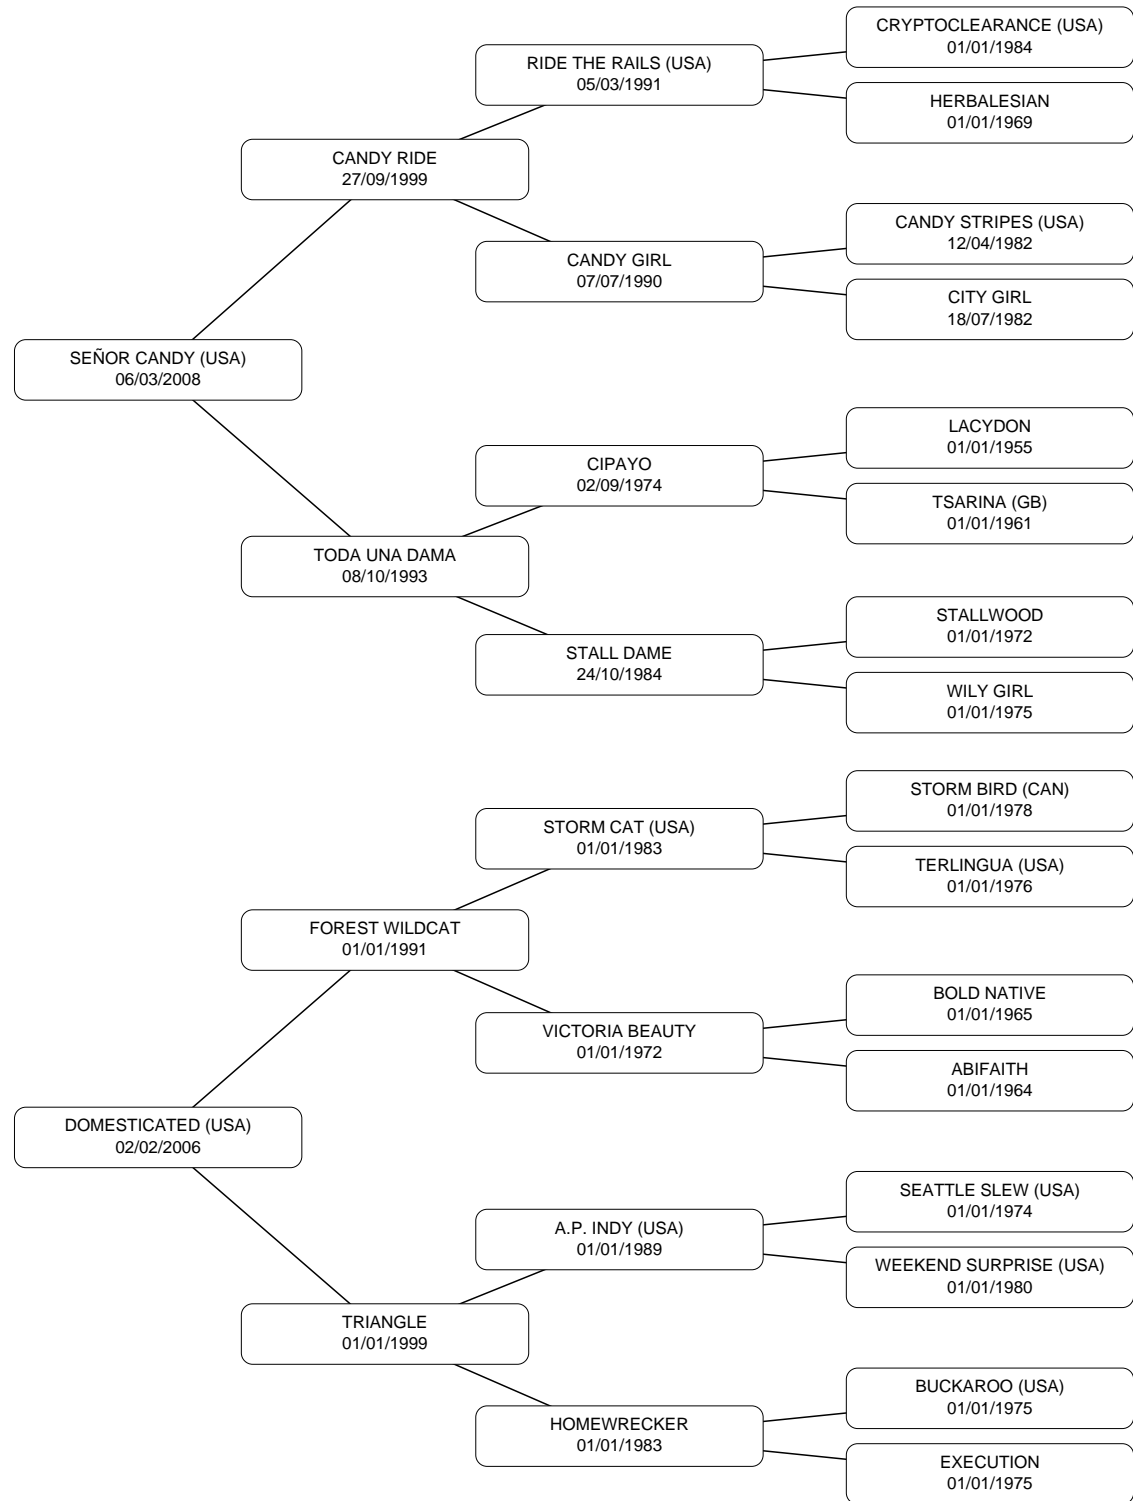 CRYPTOCLEARANCE (USA)
01/01/1984
RIDE THE RAILS (USA)
05/03/1991
HERBALESIAN
01/01/1969
CANDY RIDE
27/09/1999
CANDY STRIPES (USA)
12/04/1982
CANDY GIRL
07/07/1990
CITY GIRL
18/07/1982
SEÑOR CANDY (USA)
06/03/2008
LACYDON
01/01/1955
CIPAYO
02/09/1974
TSARINA (GB)
01/01/1961
TODA UNA DAMA
08/10/1993
STALLWOOD
01/01/1972
STALL DAME
24/10/1984
WILY GIRL
01/01/1975
STORM BIRD (CAN)
01/01/1978
STORM CAT (USA)
01/01/1983
TERLINGUA (USA)
01/01/1976
FOREST WILDCAT
01/01/1991
BOLD NATIVE
01/01/1965
VICTORIA BEAUTY
01/01/1972
ABIFAITH
01/01/1964
DOMESTICATED (USA)
02/02/2006
SEATTLE SLEW (USA)
01/01/1974
A.P. INDY (USA)
01/01/1989
WEEKEND SURPRISE (USA)
01/01/1980
TRIANGLE
01/01/1999
BUCKAROO (USA)
01/01/1975
HOMEWRECKER
01/01/1983
EXECUTION
01/01/1975